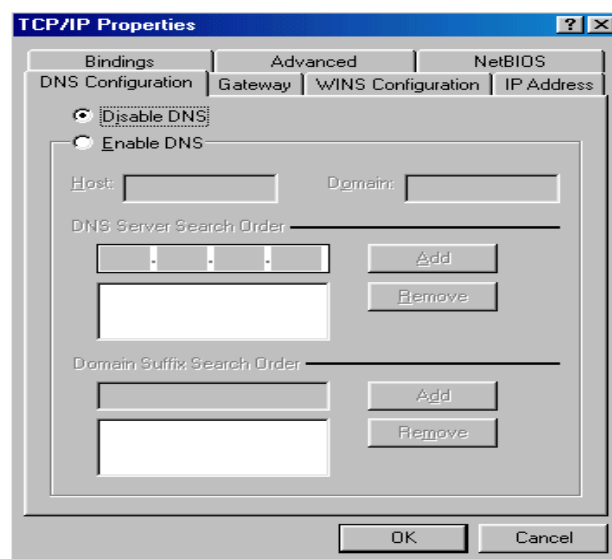 TCP/IP Properties
Bindings Advanced NetBIOS
DNS Configuration Gateway WINS Configuration IP Address
Disable DNS
Enable DNS
Host: Domain:
DNS Server Search Order
Add
Remove
Domain Suffix Search Order
Add
Remove
OK Cancel